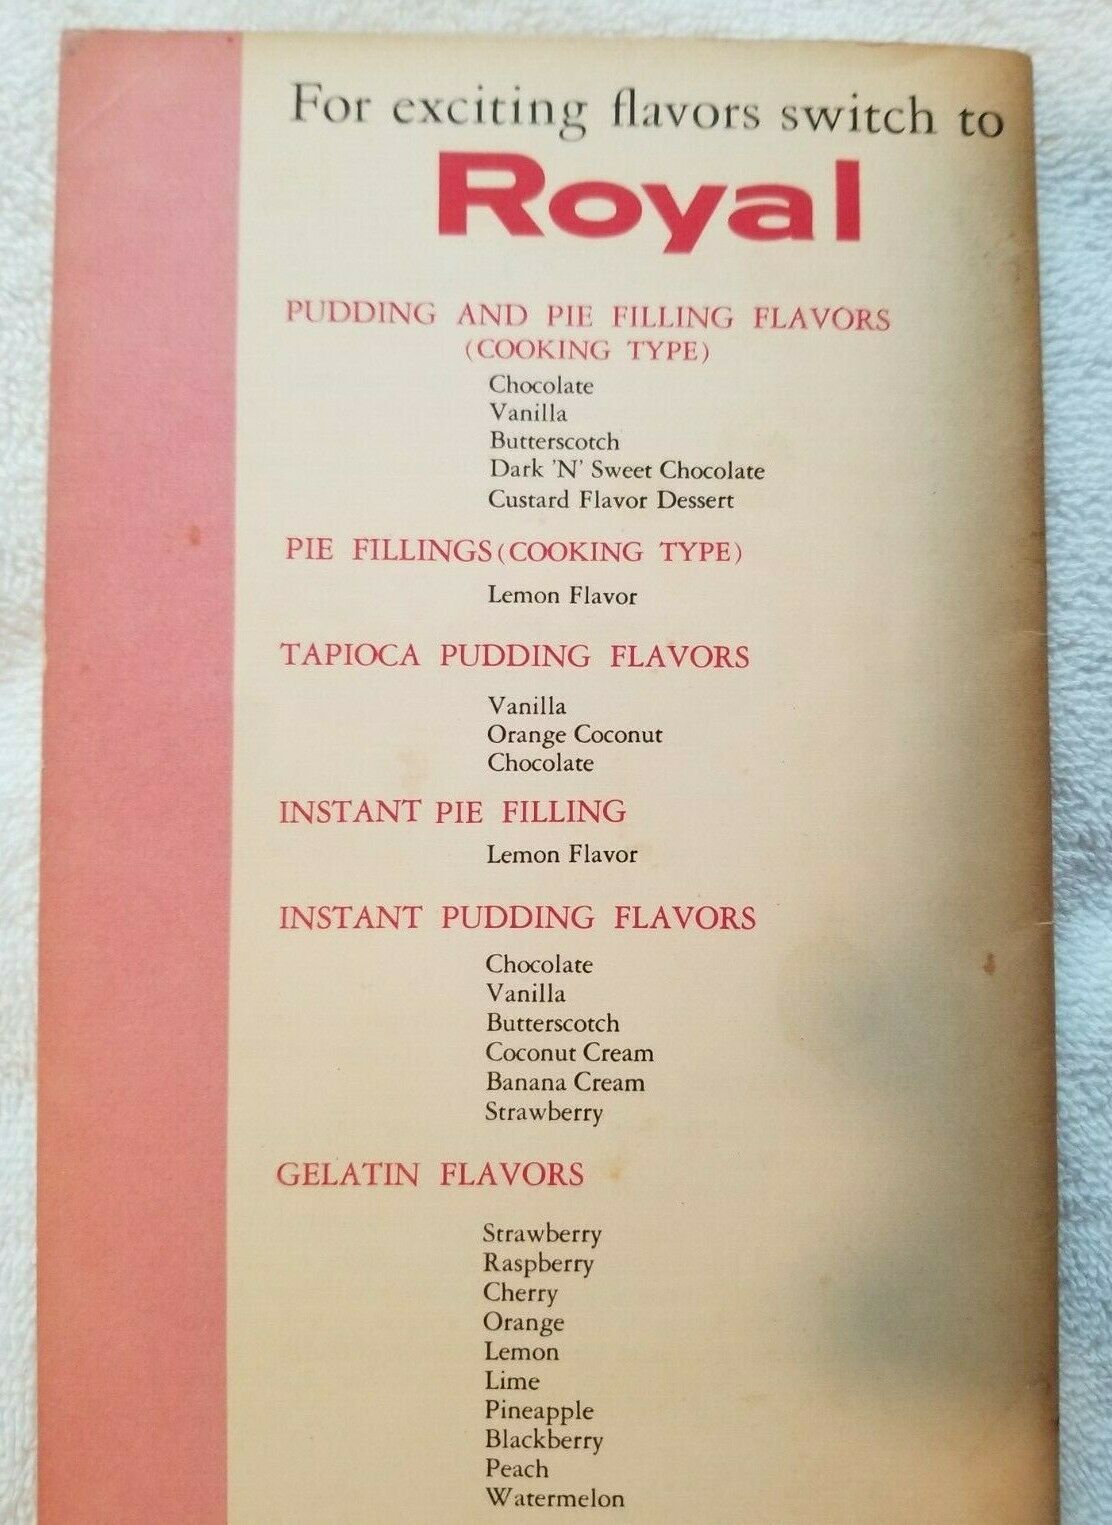 For exciting flavors switch to
Royal
PUDDING AND PIE FILLING FLAVORS
(COOKING TYPE)
Chocolate
Vanilla
Butterscotch
Dark 'N' Sweet Chocolate
Custard Flavor Dessert
PIE FILLINGS (COOKING TYPE)
Lemon Flavor
TAPIOCA PUDDING FLAVORS
Vanilla
Orange Coconut
Chocolate
INSTANT PIE FILLING
Lemon Flavor
INSTANT PUDDING FLAVORS
Chocolate
Vanilla
Butterscotch
Coconut Cream
Banana Cream
Strawberry
GELATIN FLAVORS
Strawberry
Raspberry
Cherry
Orange
Lemon
Lime
Pineapple
Blackberry
Peach
Watermelon